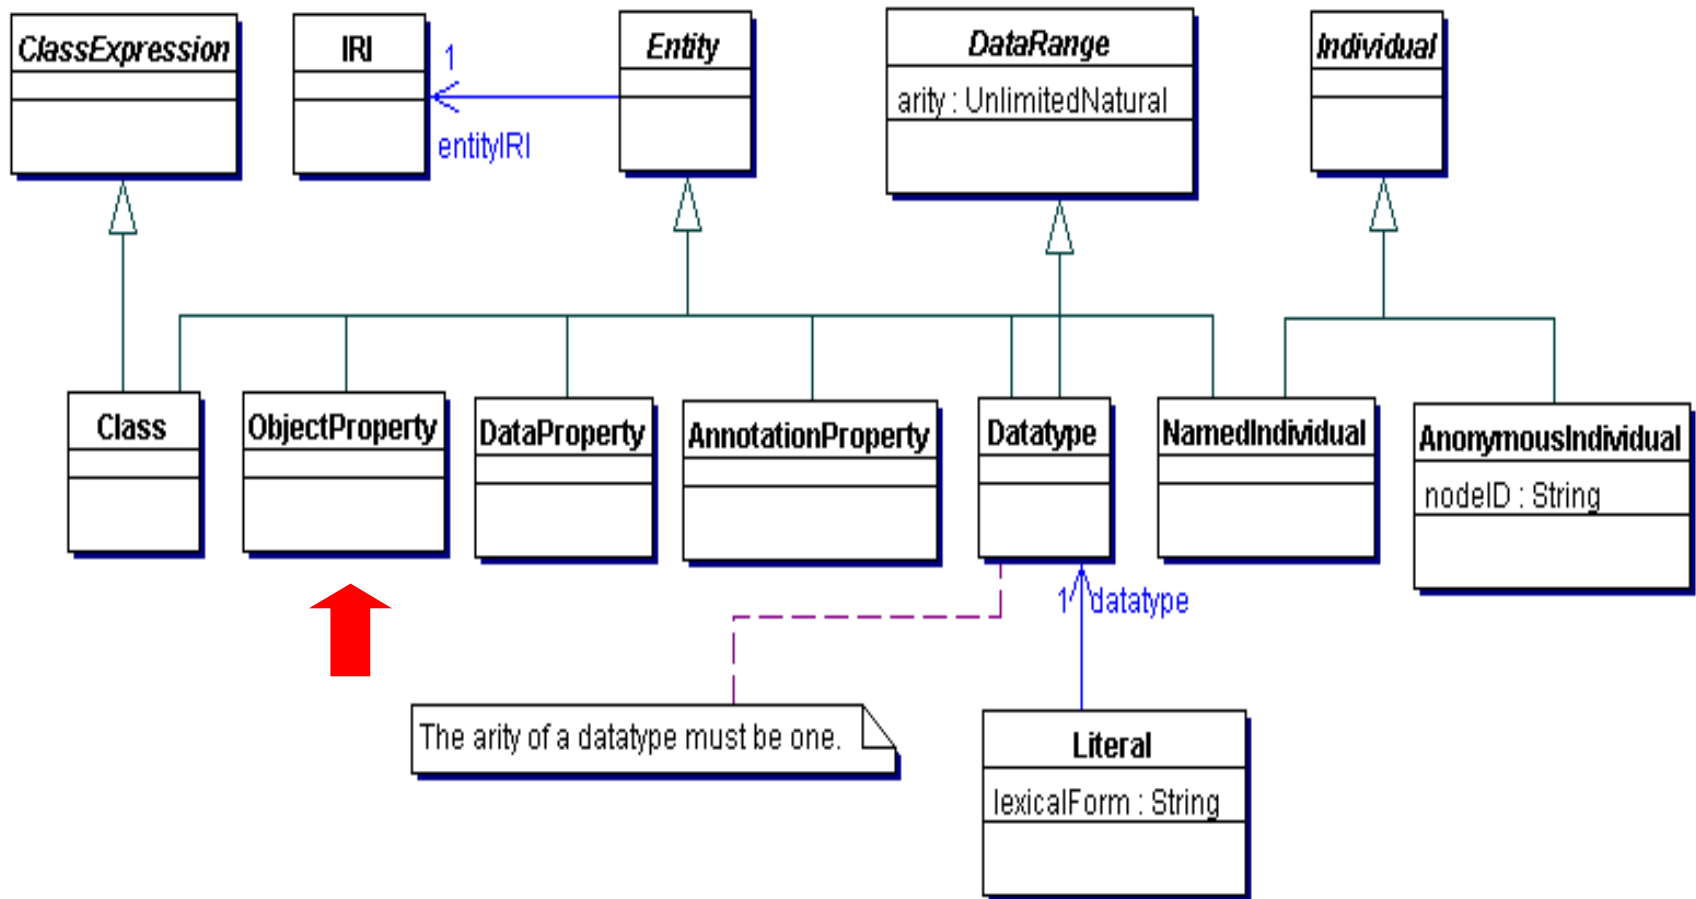 ClassExpression
IRI
Entity
DataRange
arity : UnlimitedNatural
Individual
1
entityIRI
Class
ObjectProperty
DataProperty
AnnotationProperty
Datatype
NamedIndividual
AnonymousIndividual
nodeID : String
1 datatype
The arity of a datatype must be one.
Literal
lexicalForm : String